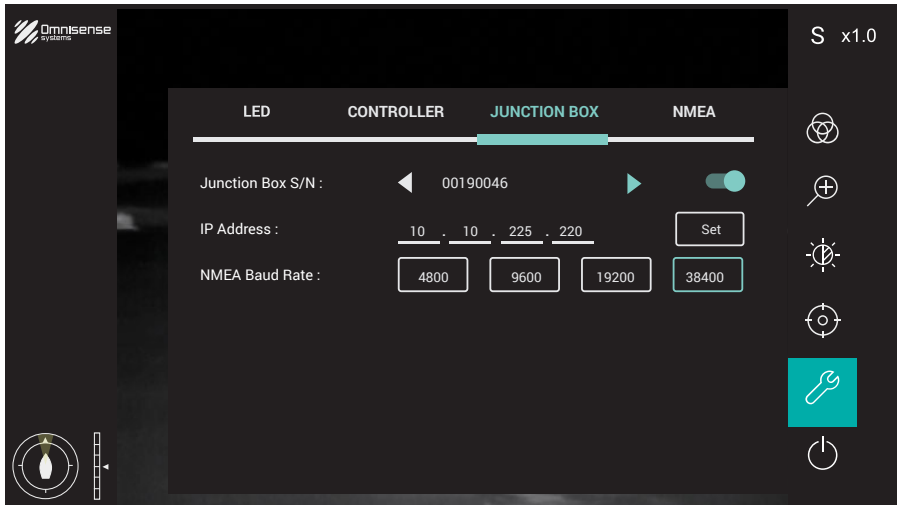 Omnisense
systems
S x1.0
LED CONTROLLER JUNCTION BOX NMEA
Junction Box S/N : 00190046
IP Address : 10 . 10 . 225 . 220 Set
NMEA Baud Rate : 4800 9600 19200 38400